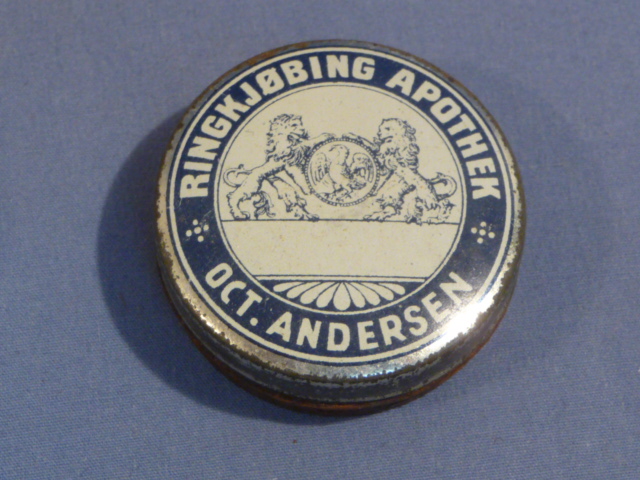 RINGKJØBING APOTHEK
OCT. ANDERSEN